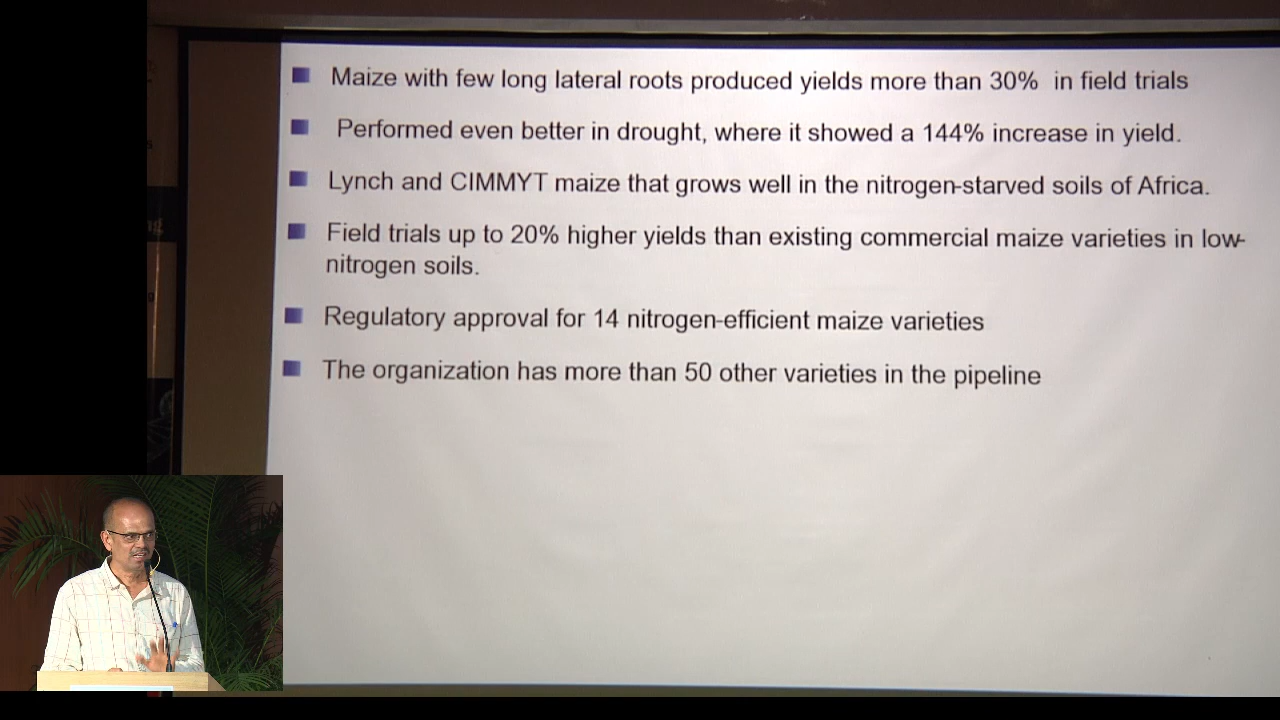 Maize with few long lateral roots produced yields more than 30% in field trials
Performed even better in drought, where it showed a 144% increase in yield.
Lynch and CIMMYT maize that grows well in the nitrogen-starved soils of Africa.
Field trials up to 20% higher yields than existing commercial maize varieties in low-
nitrogen soils.
Regulatory approval for 14 nitrogen-efficient maize varieties
The organization has more than 50 other varieties in the pipeline